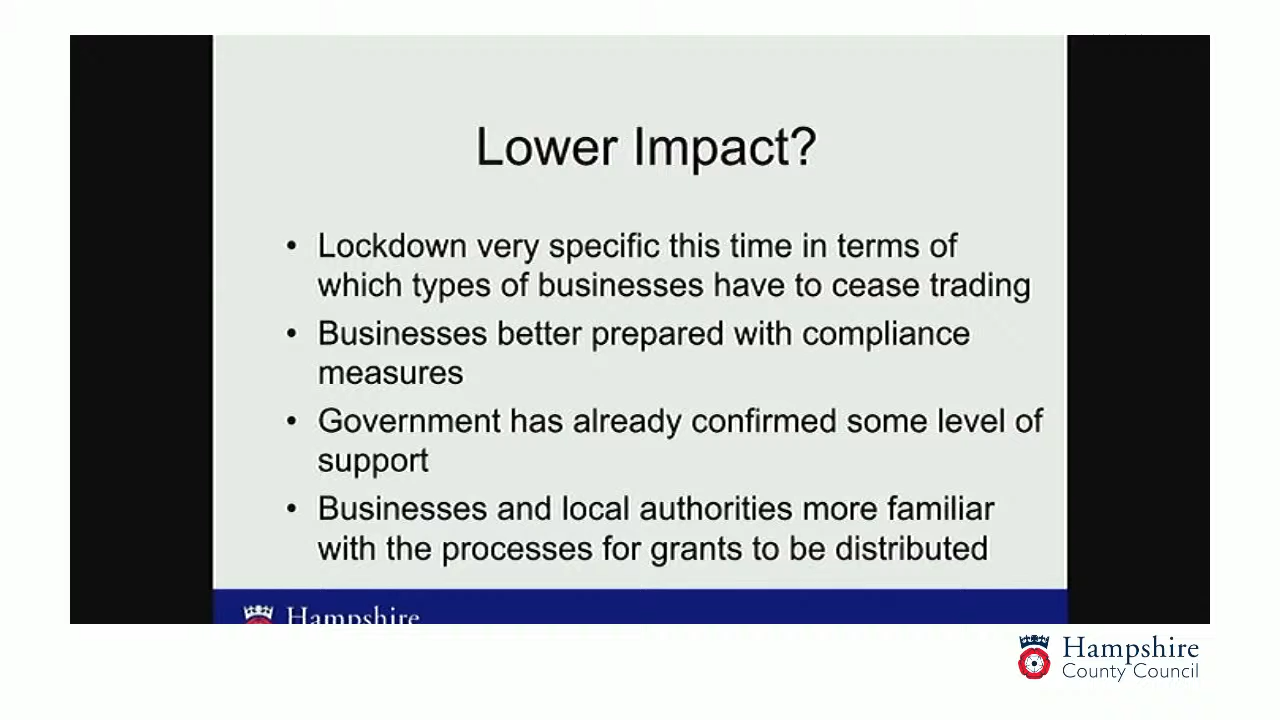 Lower Impact?
• Lockdown very specific this time in terms of
which types of businesses have to cease trading
• Businesses better prepared with compliance
measures
• Government has already confirmed some level of
support
• Businesses and local authorities more familiar
with the processes for grants to be distributed
Hampshire
Hampshire
County Council